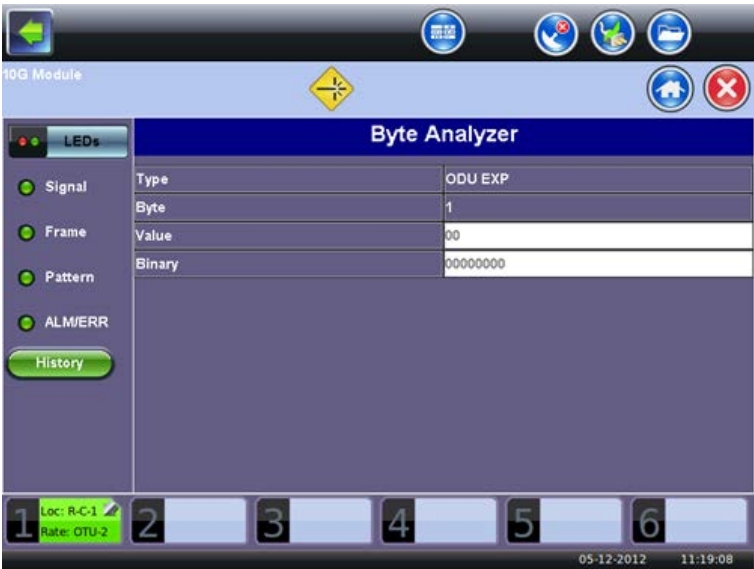 10G Module
LEDs
Byte Analyzer
Signal
Type
ODU EXP
Byte
1
Frame
Value
00
Binary
00000000
Pattern
ALM/ERR
History
1
Loc: R-C-1
Rate: OTU-2
2
3
4
5
6
05-12-2012 11:19:08